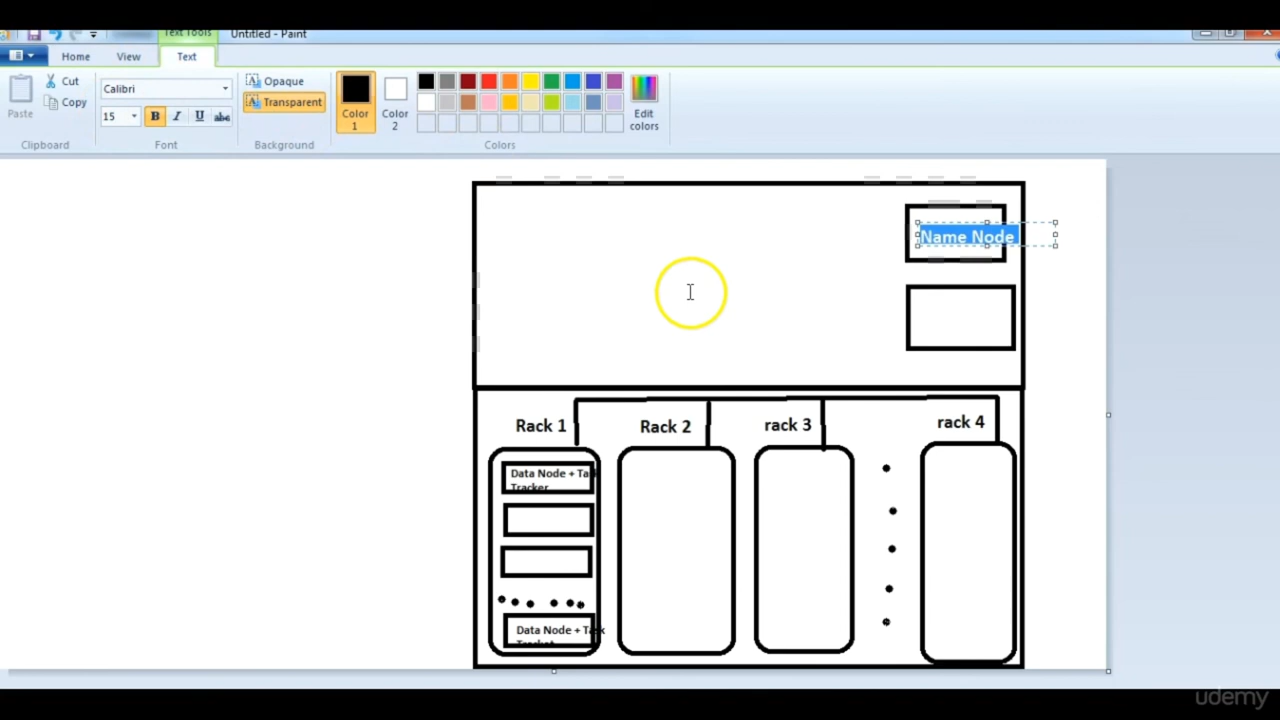 Text Tools
Untitled - Paint
Home View Text
Paste
Cut
Copy
Clipboard
Calibri
15 B I U abc
Font
Opaque
Transparent
Background
Color 1
Color 2
Edit colors
Colors
Name Node
Rack 1 Rack 2 rack 3 rack 4
Data Node + Task
Tracker
Data Node + Task
udemy